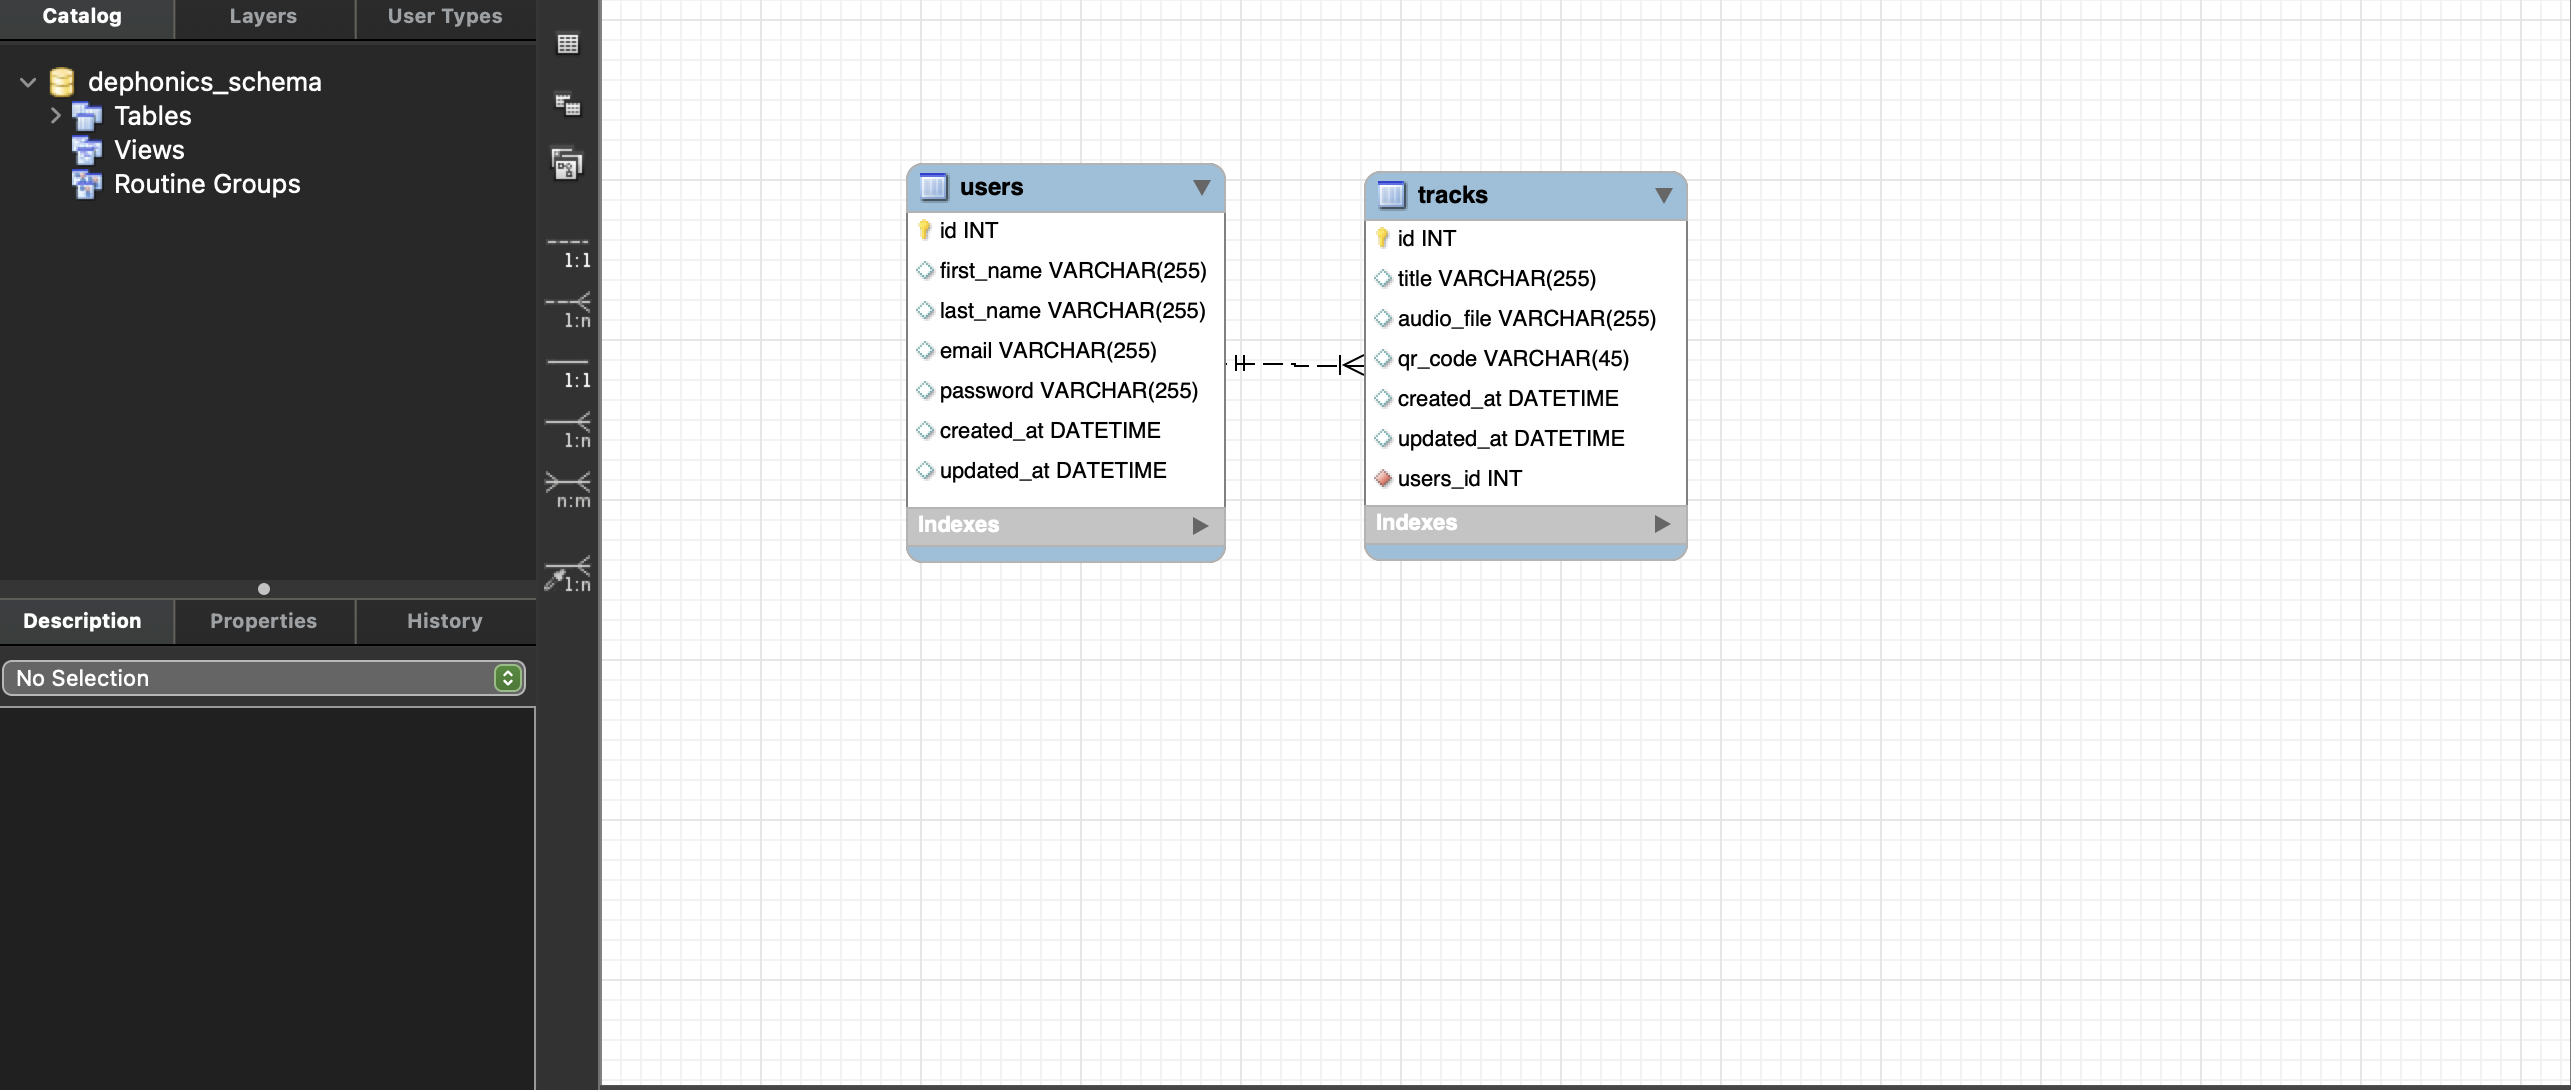 Catalog
Layers
User Types
dephonics_schema
Tables
Views
Routine Groups
Description
Properties
History
No Selection
1:1
1:n
1:1
1:n
n:m
1:n
users
id INT
first_name VARCHAR(255)
last_name VARCHAR(255)
email VARCHAR(255)
password VARCHAR(255)
created_at DATETIME
updated_at DATETIME
Indexes
tracks
id INT
title VARCHAR(255)
audio_file VARCHAR(255)
qr_code VARCHAR(45)
created_at DATETIME
updated_at DATETIME
users_id INT
Indexes